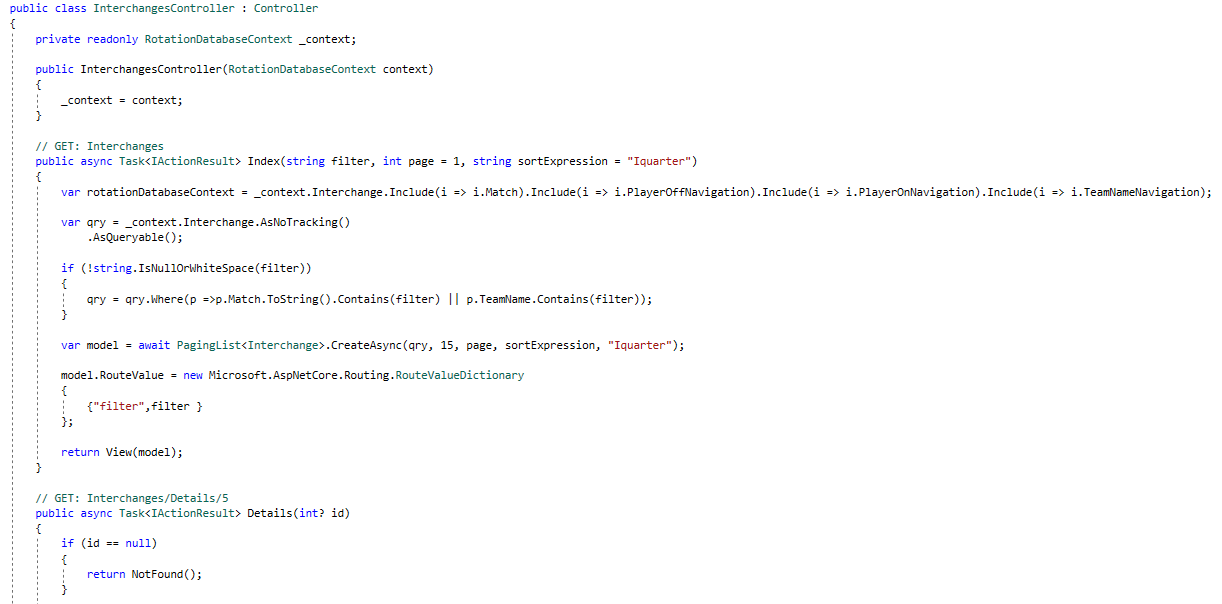 public class InterchangesController : Controller
{
    private readonly RotationDatabaseContext _context;

    public InterchangesController(RotationDatabaseContext context)
    {
        _context = context;
    }

    // GET: Interchanges
    public async Task<IActionResult> Index(string filter, int page = 1, string sortExpression = "Iquarter")
    {
        var rotationDatabaseContext = _context.Interchange.Include(i => i.Match).Include(i => i.PlayerOffNavigation).Include(i => i.PlayerOnNavigation).Include(i => i.TeamNameNavigation);

        var qry = _context.Interchange.AsNoTracking()
            .AsQueryable();

        if (!string.IsNullOrWhiteSpace(filter))
        {
            qry = qry.Where(p =>p.Match.ToString().Contains(filter) || p.TeamName.Contains(filter));
        }

        var model = await PagingList<Interchange>.CreateAsync(qry, 15, page, sortExpression, "Iquarter");

        model.RouteValue = new Microsoft.AspNetCore.Routing.RouteValueDictionary
        {
            {"filter",filter }
        };

        return View(model);
    }

    // GET: Interchanges/Details/5
    public async Task<IActionResult> Details(int? id)
    {
        if (id == null)
        {
            return NotFound();
        }